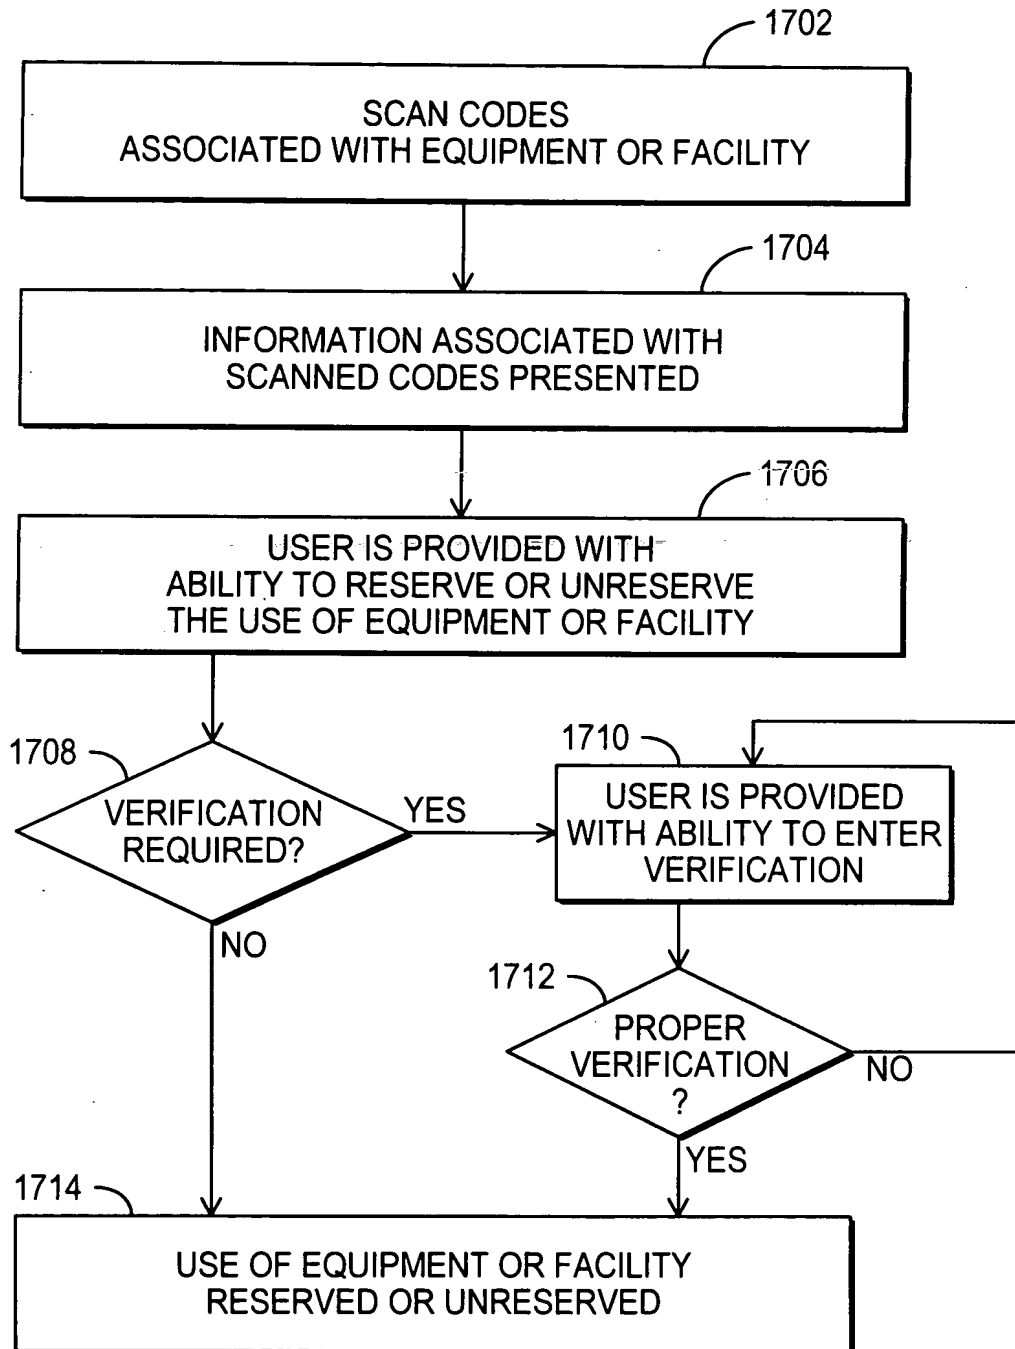 1702
SCAN CODES
ASSOCIATED WITH EQUIPMENT OR FACILITY
1704
INFORMATION ASSOCIATED WITH
SCANNED CODES PRESENTED
1706
USER IS PROVIDED WITH
ABILITY TO RESERVE OR UNRESERVE
THE USE OF EQUIPMENT OR FACILITY
1708
VERIFICATION
REQUIRED?
YES
NO
1710
USER IS PROVIDED
WITH ABILITY TO ENTER
VERIFICATION
1712
PROPER
VERIFICATION
?
NO
YES
1714
USE OF EQUIPMENT OR FACILITY
RESERVED OR UNRESERVED